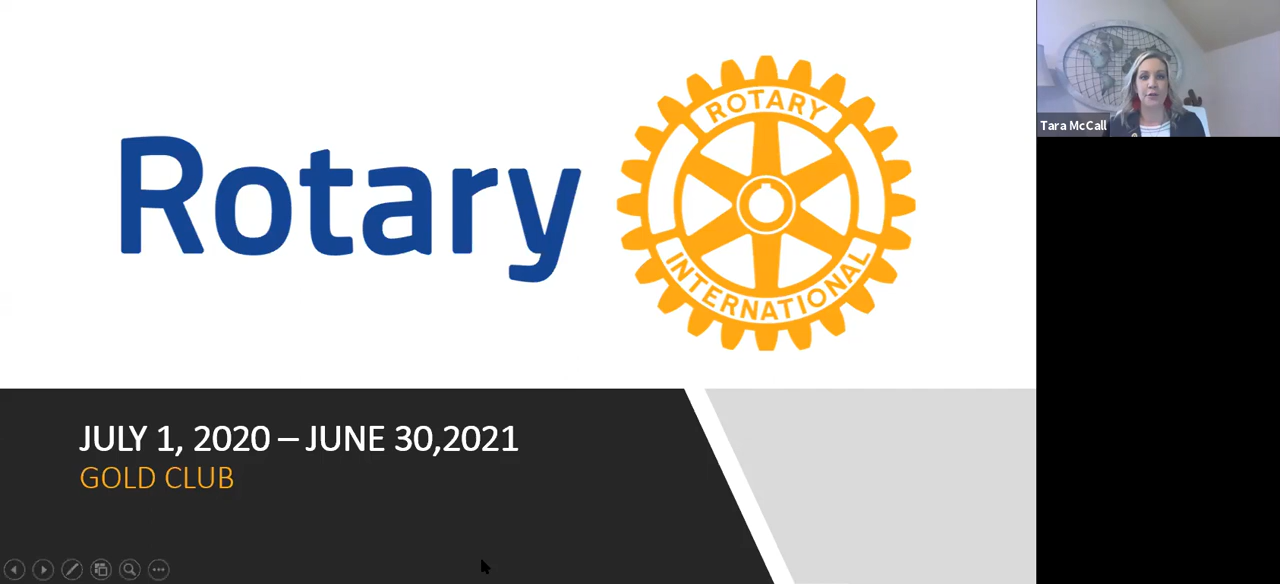 Rotary
ROTARY
INTERNATIONAL
Tara McCall
JULY 1, 2020 – JUNE 30,2021
GOLD CLUB